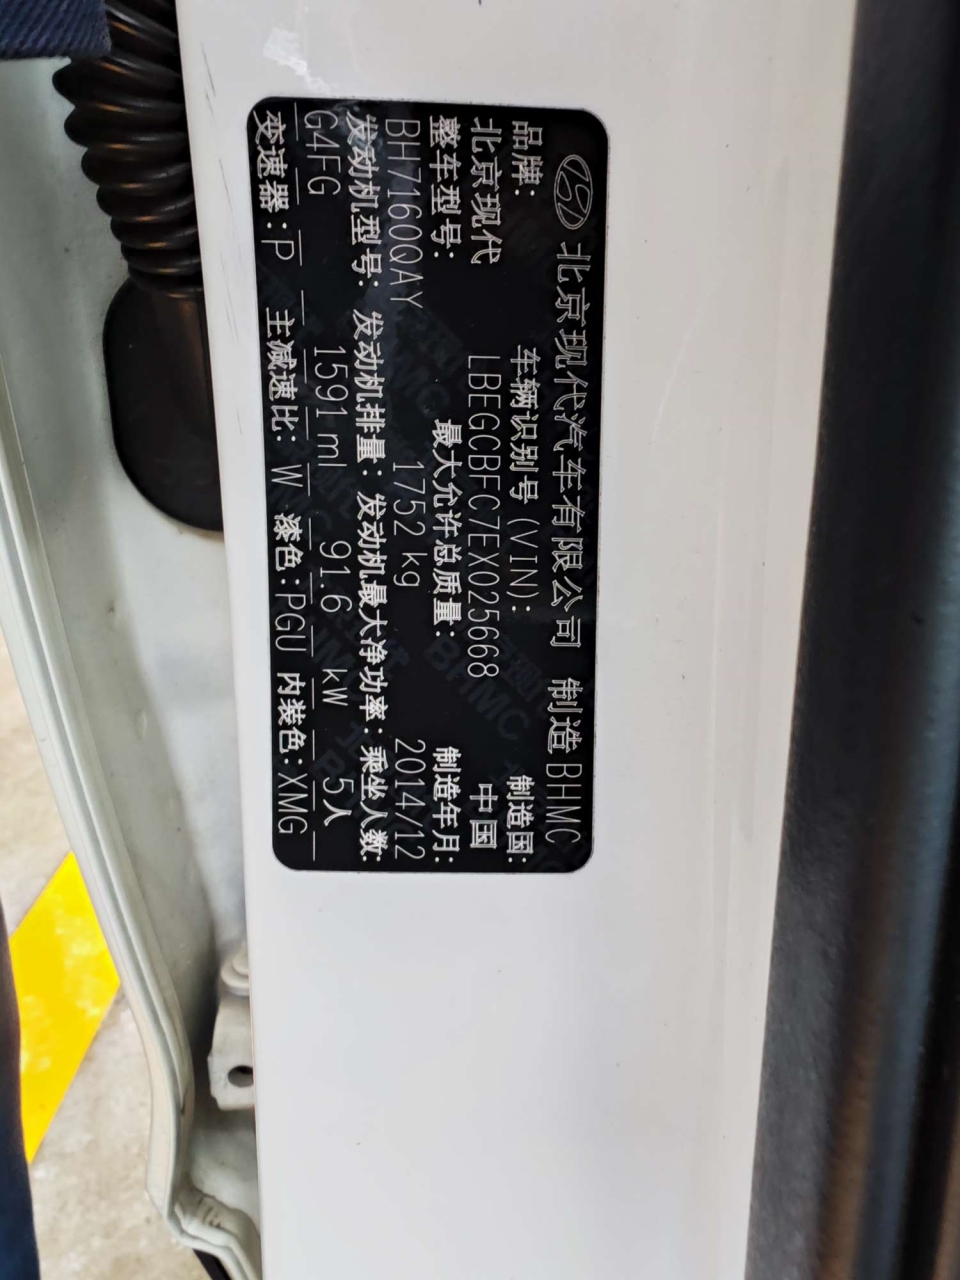 北京现代汽车有限公司 制造 BHMC
品牌: 车辆识别号 (VIN): 制造国:
北京现代 LBEGCBFC7EX025668 中国
整车型号: 最大允许总质量: 制造年月:
BH7160QAY 1752 kg 2014/12
发动机型号: 发动机排量: 发动机最大净功率: 乘坐人数:
G4FG 1591 ml 91.6 kW 5人
变速器: P 主减速比: W 漆色: PGU 内装色: XMG